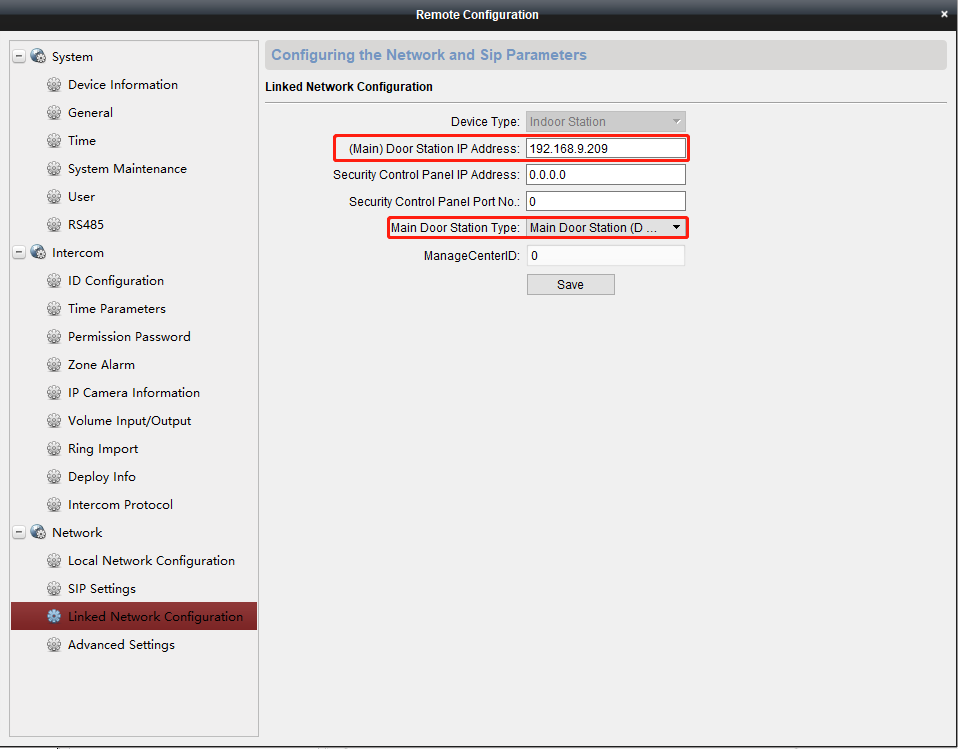 Remote Configuration ×
System
Device Information
General
Time
System Maintenance
User
RS485
Intercom
ID Configuration
Time Parameters
Permission Password
Zone Alarm
IP Camera Information
Volume Input/Output
Ring Import
Deploy Info
Intercom Protocol
Network
Local Network Configuration
SIP Settings
Linked Network Configuration
Advanced Settings
Configuring the Network and Sip Parameters
Linked Network Configuration
Device Type: Indoor Station
(Main) Door Station IP Address: 192.168.9.209
Security Control Panel IP Address: 0.0.0.0
Security Control Panel Port No.: 0
Main Door Station Type: Main Door Station (D ...
ManageCenterID: 0
Save